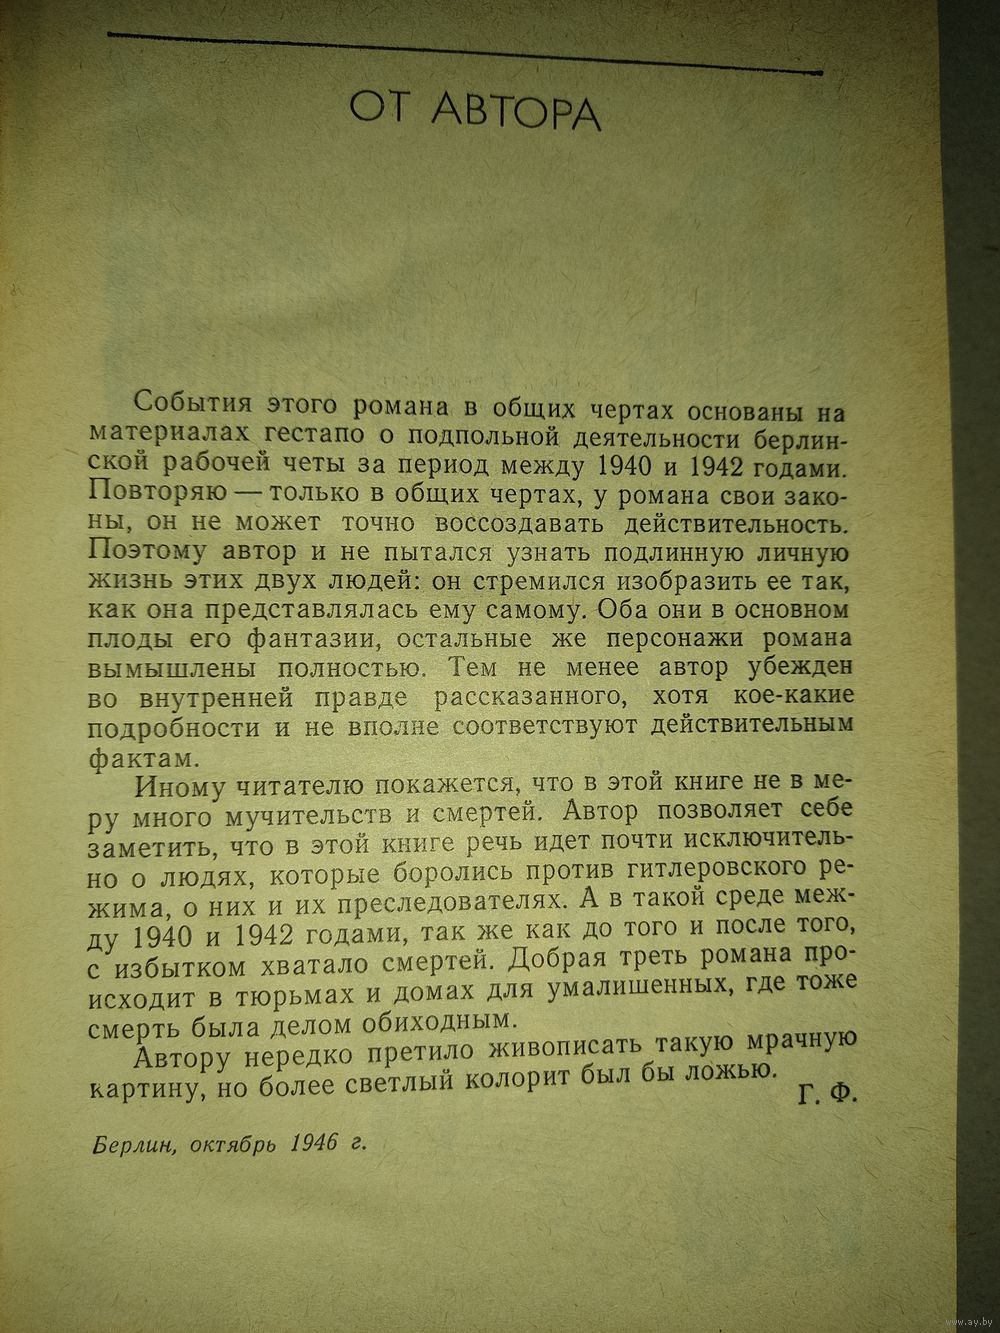 ОТ АВТОРА
События этого романа в общих чертах основаны на
материалах гестапо о подпольной деятельности берлин-
ской рабочей четы за период между 1940 и 1942 годами.
Повторяю — только в общих чертах, у романа свои зако-
ны, он не может точно воссоздавать действительность.
Поэтому автор и не пытался узнать подлинную личную
жизнь этих двух людей: он стремился изобразить ее так,
как она представлялась ему самому. Оба они в основном
плоды его фантазии, остальные же персонажи романа
вымышлены полностью. Тем не менее автор убежден
во внутренней правде рассказанного, хотя кое-какие
подробности и не вполне соответствуют действительным
фактам.
Иному читателю покажется, что в этой книге не в ме-
ру много мучительств и смертей. Автор позволяет себе
заметить, что в этой книге речь идет почти исключитель-
но о людях, которые боролись против гитлеровского ре-
жима, о них и их преследователях. А в такой среде меж-
ду 1940 и 1942 годами, так же как до того и после того,
с избытком хватало смертей. Добрая треть романа про-
исходит в тюрьмах и домах для умалишенных, где тоже
смерть была делом обиходным.
Автору нередко претило живописать такую мрачную
картину, но более светлый колорит был бы ложью.
Г. Ф.
Берлин, октябрь 1946 г.
www.ay.by